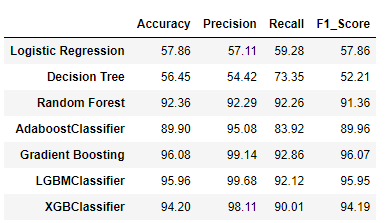 Accuracy Precision Recall F1_Score
Logistic Regression 57.86 57.11 59.28 57.86
Decision Tree 56.45 54.42 73.35 52.21
Random Forest 92.36 92.29 92.26 91.36
AdaboostClassifier 89.90 95.08 83.92 89.96
Gradient Boosting 96.08 99.14 92.86 96.07
LGBMClassifier 95.96 99.68 92.12 95.95
XGBClassifier 94.20 98.11 90.01 94.19